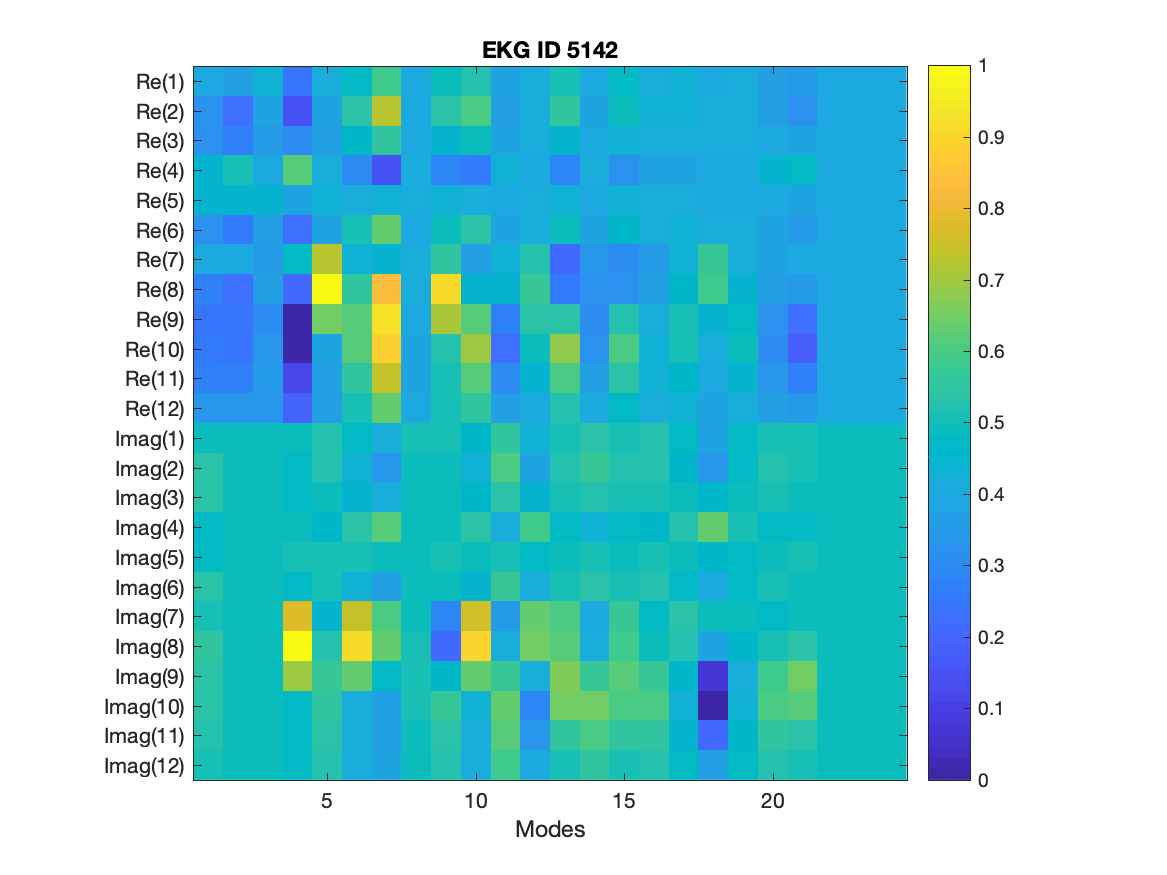 EKG ID 5142
Re(1)
Re(2)
Re(3)
Re(4)
Re(5)
Re(6)
Re(7)
Re(8)
Re(9)
Re(10)
Re(11)
Re(12)
Imag(1)
Imag(2)
Imag(3)
Imag(4)
Imag(5)
Imag(6)
Imag(7)
Imag(8)
Imag(9)
Imag(10)
Imag(11)
Imag(12)
5 10 15 20
Modes
1
0.9
0.8
0.7
0.6
0.5
0.4
0.3
0.2
0.1
0